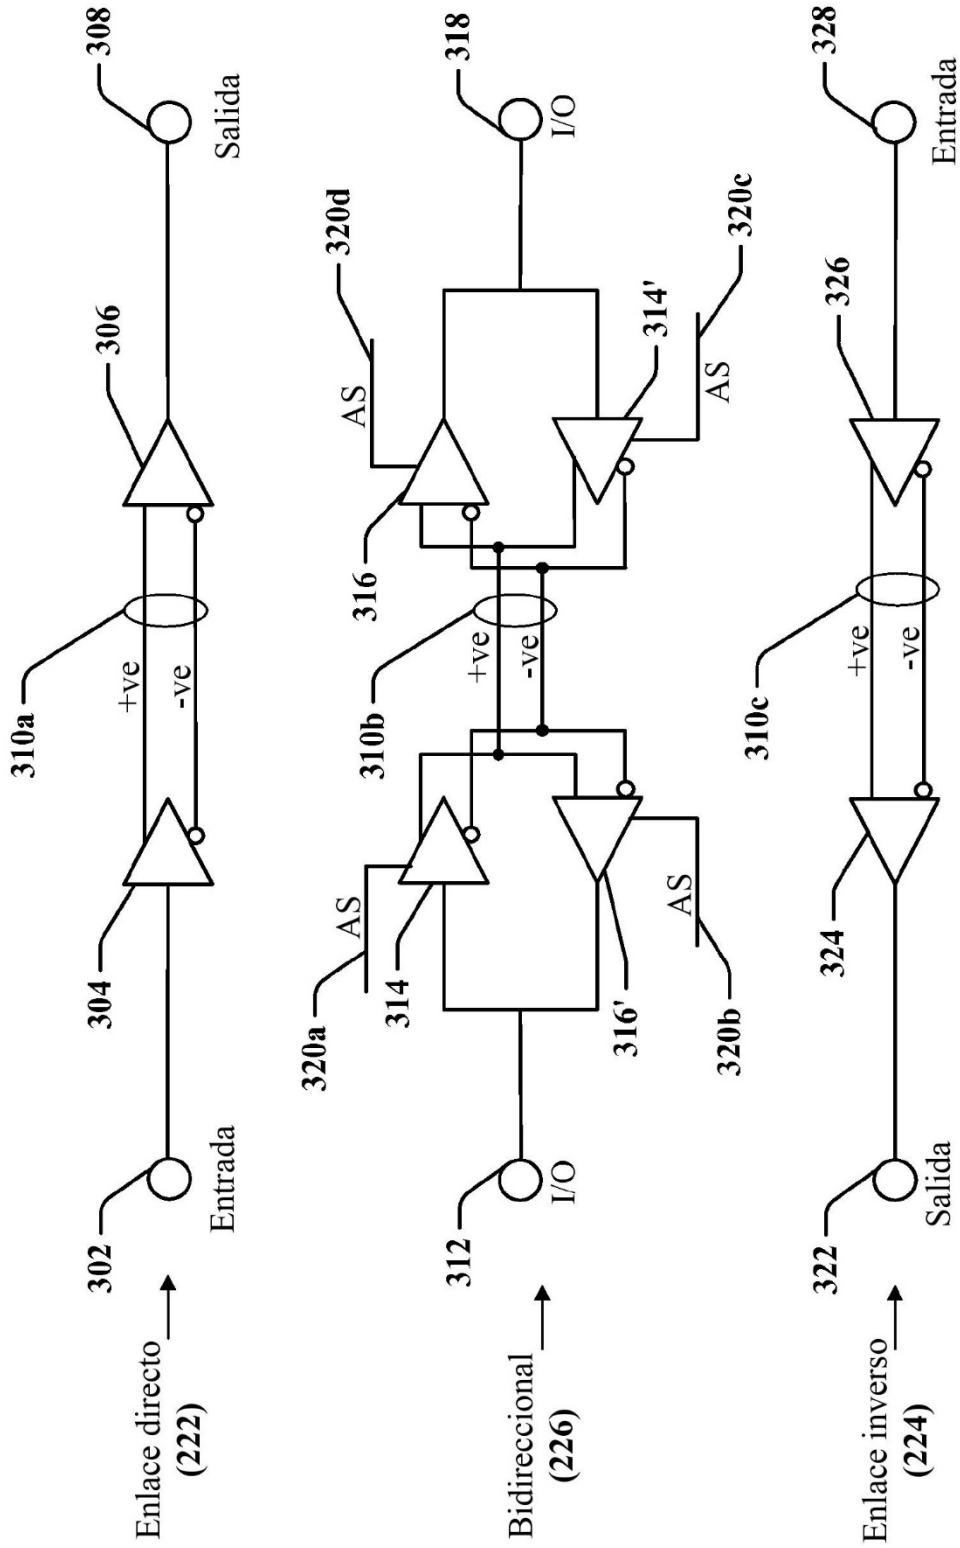 Enlace directo
(222)
302
Entrada
304
310a
+ve
-ve
306
308
Salida
Bidireccional
(226)
312
I/O
320a
AS
314
316'
AS
320b
310b
+ve
-ve
316
320d
AS
314'
AS
320c
318
I/O
Enlace inverso
(224)
322
Salida
324
310c
+ve
-ve
326
328
Entrada